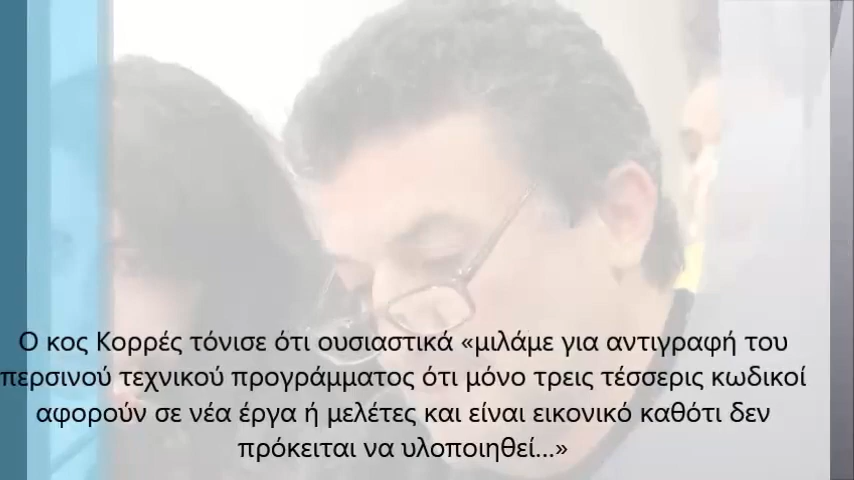 Ο κος Κορρές τόνισε ότι ουσιαστικά «μιλάμε για αντιγραφή του
περσινού τεχνικού προγράμματος ότι μόνο τρεις τέσσερις κωδικοί
αφορούν σε νέα έργα ή μελέτες και είναι εικονικό καθότι δεν
πρόκειται να υλοποιηθεί...»